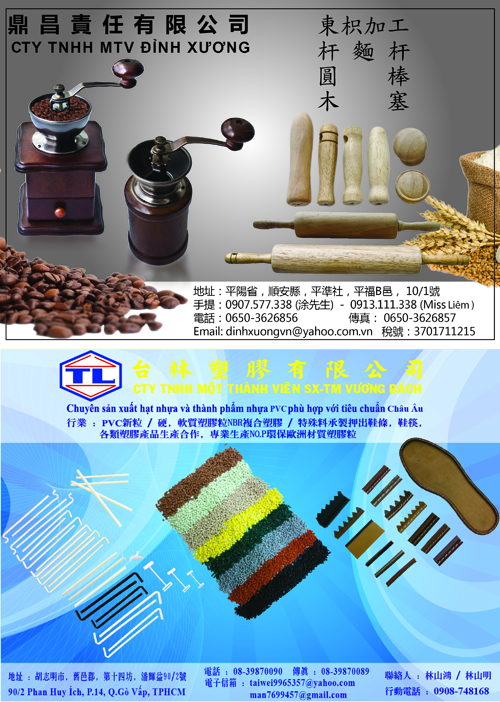 鼎昌責任有限公司
CTY TNHH MTV ĐỈNH XƯƠNG
東枳加工
杆麵杆棒
圓木塞
地址：平陽省，順安縣，平準社，平福B邑， 10/1號
手提：0907.577.338 (涂先生) - 0913.111.338 (Miss Liêm )
電話：0650-3626856 傳真： 0650-3626857
Email: dinhxuongvn@yahoo.com.vn 稅號：3701711215
TL
台林塑膠有限公司
CTY TNHH MỘT THÀNH VIÊN SX-TM VƯƠNG BÁCH
Chuyên sản xuất hạt nhựa và thành phẩm nhựa PVC phù hợp với tiêu chuẩn Châu Âu
行業 : PVC新粒 / 硬, 軟質塑膠粒NBR複合塑膠 / 特殊料承製押出鞋條, 鞋筏,
各類塑膠產品生產合作, 專業生產NO.P環保歐洲材質塑膠粒
地址 : 胡志明市, 舊邑郡, 第十四坊, 潘輝益90/2號
90/2 Phan Huy Ích, P.14, Q.Gò Vấp, TPHCM
電話 : 08-39870090 傳真: 08-39870089
電子信箱 : taiwei9965357@yahoo.com
man7699457@gmail.com
聯絡人 : 林山鴻 / 林山明
行動電話 : 0908-748168